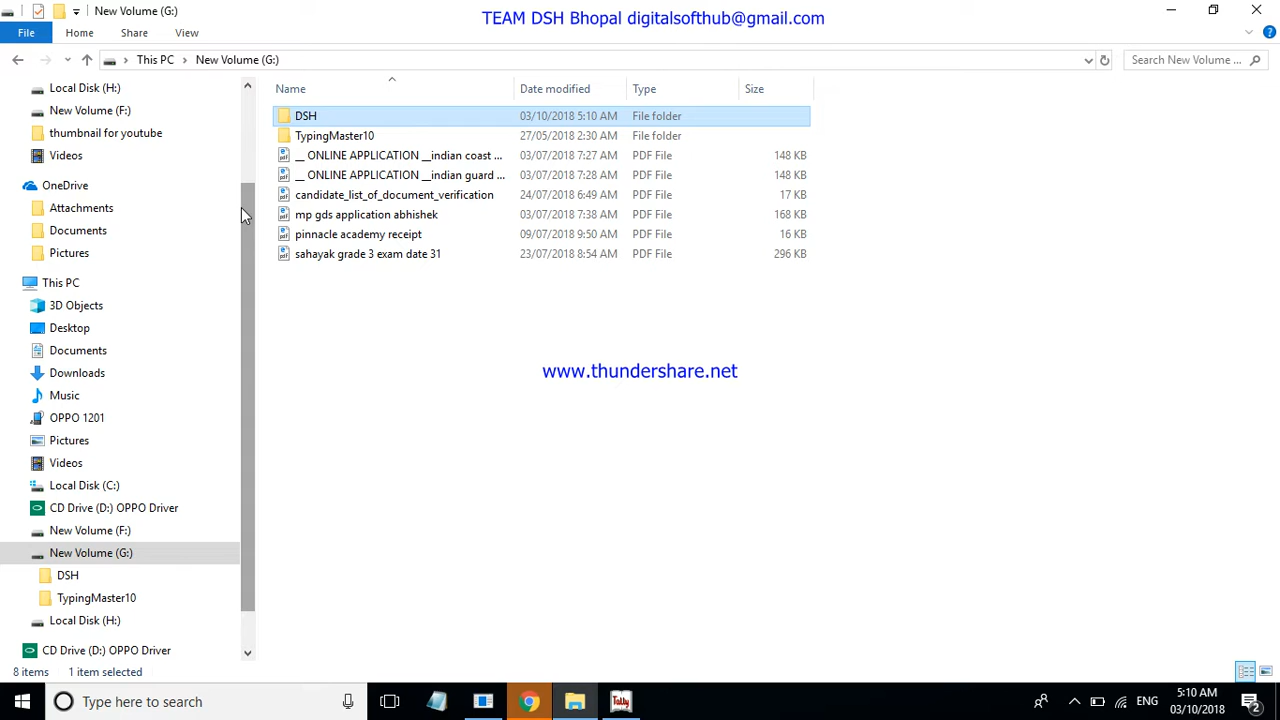 New Volume (G:)
TEAM DSH Bhopal digitalsofthub@gmail.com
File Home Share View
This PC New Volume (G:)
Search New Volume ...
Local Disk (H:)
New Volume (F:)
thumbnail for youtube
Videos
OneDrive
Attachments
Documents
Pictures
This PC
3D Objects
Desktop
Documents
Downloads
Music
OPPO 1201
Pictures
Videos
Local Disk (C:)
CD Drive (D:) OPPO Driver
New Volume (F:)
New Volume (G:)
DSH
TypingMaster10
Local Disk (H:)
CD Drive (D:) OPPO Driver
Name Date modified Type Size
DSH 03/10/2018 5:10 AM File folder
TypingMaster10 27/05/2018 2:30 AM File folder
__ ONLINE APPLICATION __indian coast ... 03/07/2018 7:27 AM PDF File 148 KB
__ ONLINE APPLICATION __indian guard ... 03/07/2018 7:28 AM PDF File 148 KB
candidate_list_of_document_verification 24/07/2018 6:49 AM PDF File 17 KB
mp gds application abhishek 03/07/2018 7:38 AM PDF File 168 KB
pinnacle academy receipt 09/07/2018 9:50 AM PDF File 16 KB
sahayak grade 3 exam date 31 23/07/2018 8:54 AM PDF File 296 KB
www.thundershare.net
8 items 1 item selected
Type here to search
Tally
ENG
5:10 AM
03/10/2018
2